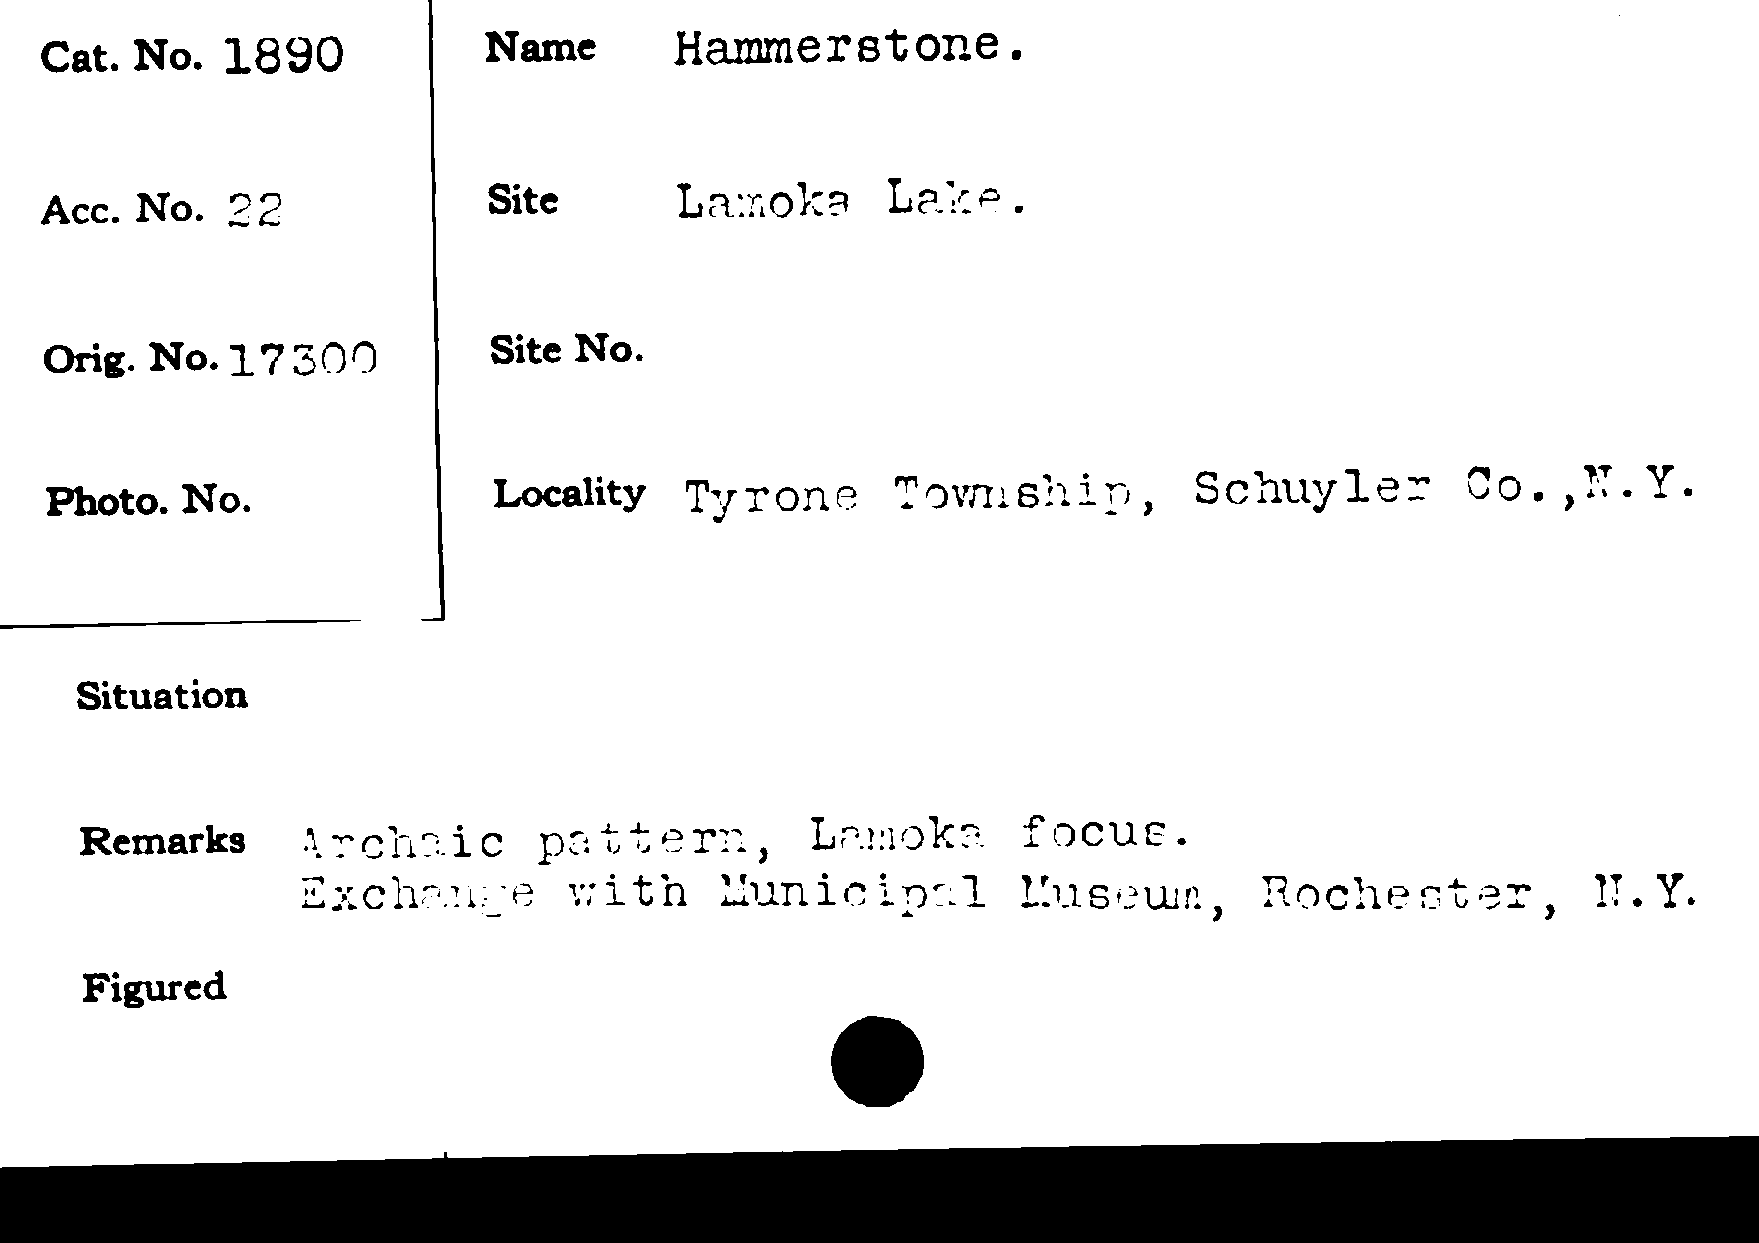 Cat. No. 1890
Name Hammerstone.
Acc. No. 22
Site Lamoka Lake.
Orig. No. 17300
Site No.
Photo. No.
Locality Tyrone Township, Schuyler Co.,N.Y.
Situation
Remarks Archaic pattern, Lamoka focus.
Exchange with Municipal Museum, Rochester, N.Y.
Figured